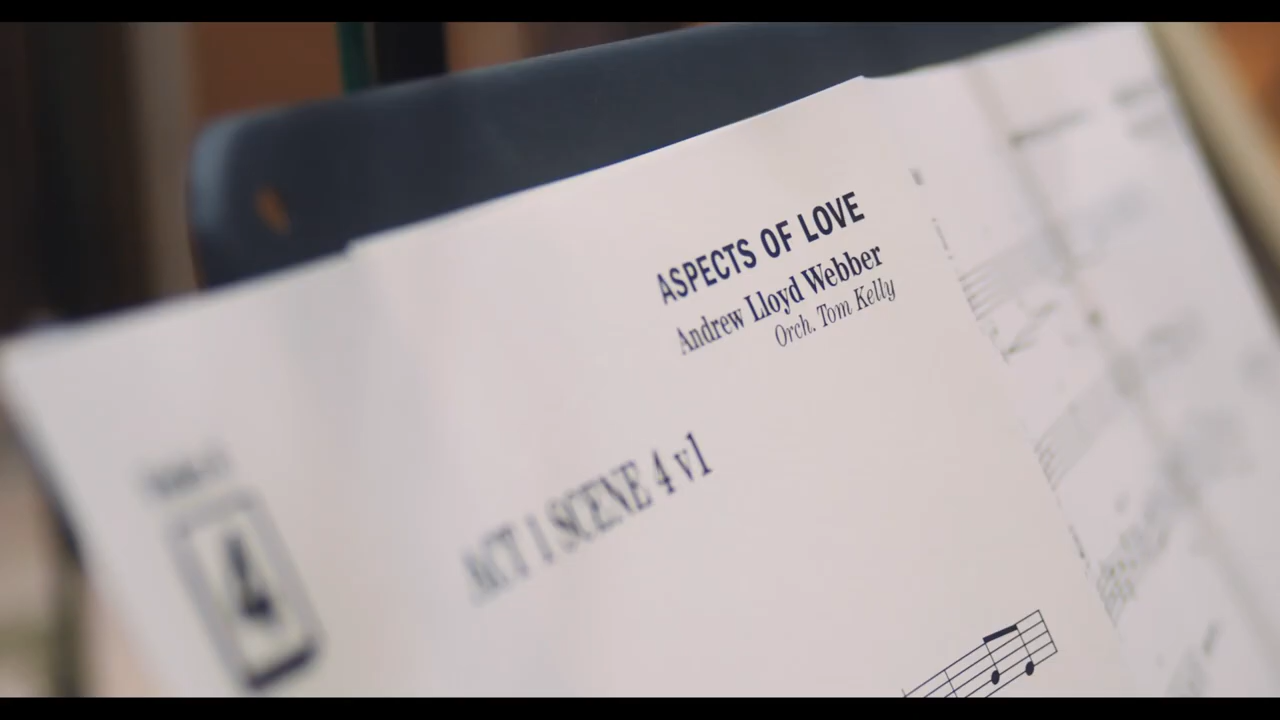 ASPECTS OF LOVE
Andrew Lloyd Webber
Orch. Tom Kelly
ACT 1 SCENE 4 v1
4